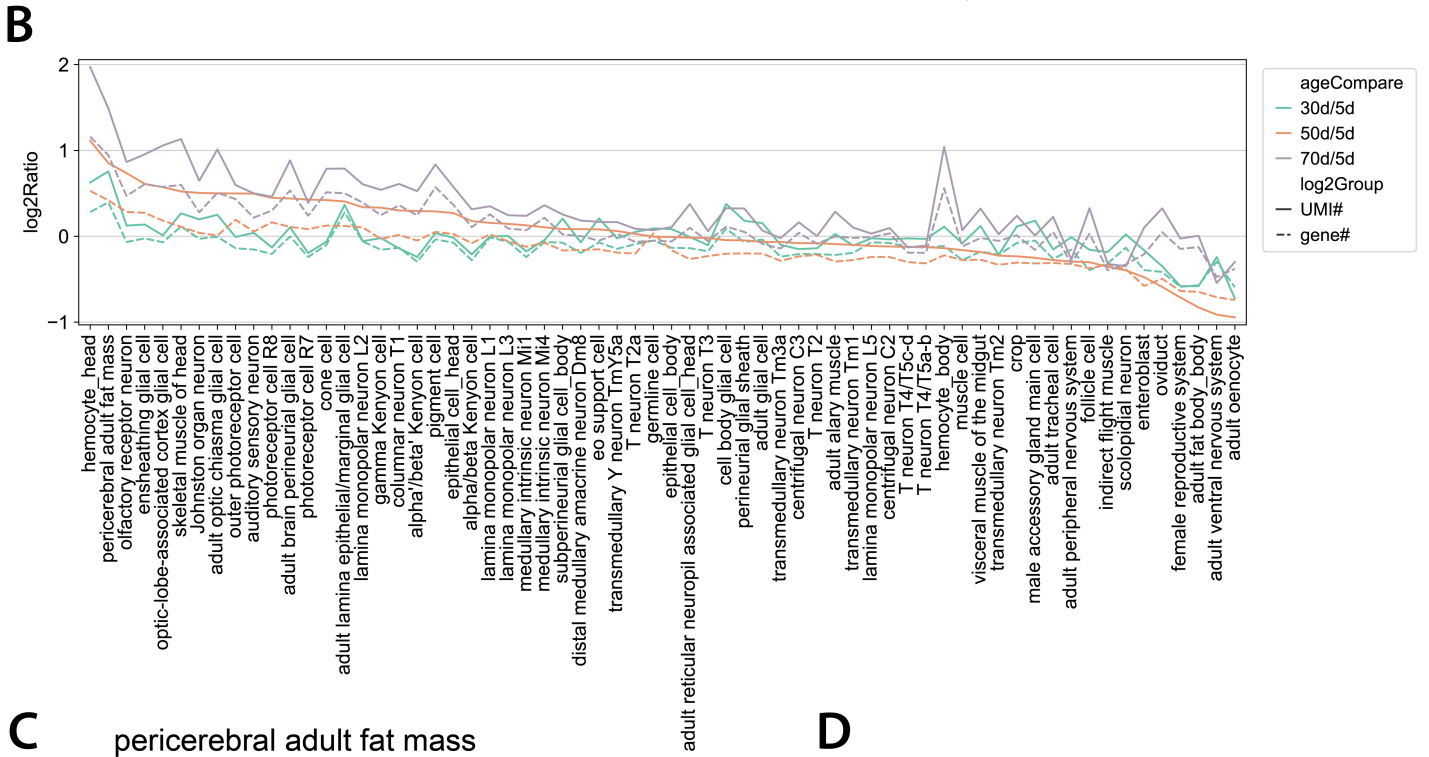 B
2
1
0
−1
log2Ratio
ageCompare
30d/5d
50d/5d
70d/5d
log2Group
UMI#
gene#
hemocyte_head
pericerebral adult fat mass
olfactory receptor neuron
ensheathing glial cell
optic-lobe-associated cortex glial cell
skeletal muscle of head
Johnston organ neuron
adult optic chiasma glial cell
outer photoreceptor cell
auditory sensory neuron
photoreceptor cell R8
adult brain perineurial glial cell
photoreceptor cell R7
cone cell
adult lamina epithelial/marginal glial cell
lamina monopolar neuron L2
gamma Kenyon cell
columnar neuron T1
alpha'/beta' Kenyon cell
pigment cell
epithelial cell_head
alpha/beta Kenyon cell
lamina monopolar neuron L1
lamina monopolar neuron L3
medullary intrinsic neuron Mi1
medullary intrinsic neuron Mi4
subperineurial glial cell_body
distal medullary amacrine neuron Dm8
eo support cell
transmedullary Y neuron TmY5a
T neuron T2a
germline cell
epithelial cell_body
adult reticular neuropil associated glial cell_head
T neuron T3
cell body glial cell
perineurial glial sheath
adult glial cell
transmedullary neuron Tm3a
centrifugal neuron C3
T neuron T2
adult alary muscle
transmedullary neuron Tm1
lamina monopolar neuron L5
centrifugal neuron C2
T neuron T4/T5c-d
T neuron T4/T5a-b
hemocyte_body
muscle cell
visceral muscle of the midgut
transmedullary neuron Tm2
crop
male accessory gland main cell
adult tracheal cell
adult peripheral nervous system
follicle cell
indirect flight muscle
scolopidial neuron
enteroblast
oviduct
female reproductive system
adult fat body_body
adult ventral nervous system
adult oenocyte
C
pericerebral adult fat mass
D